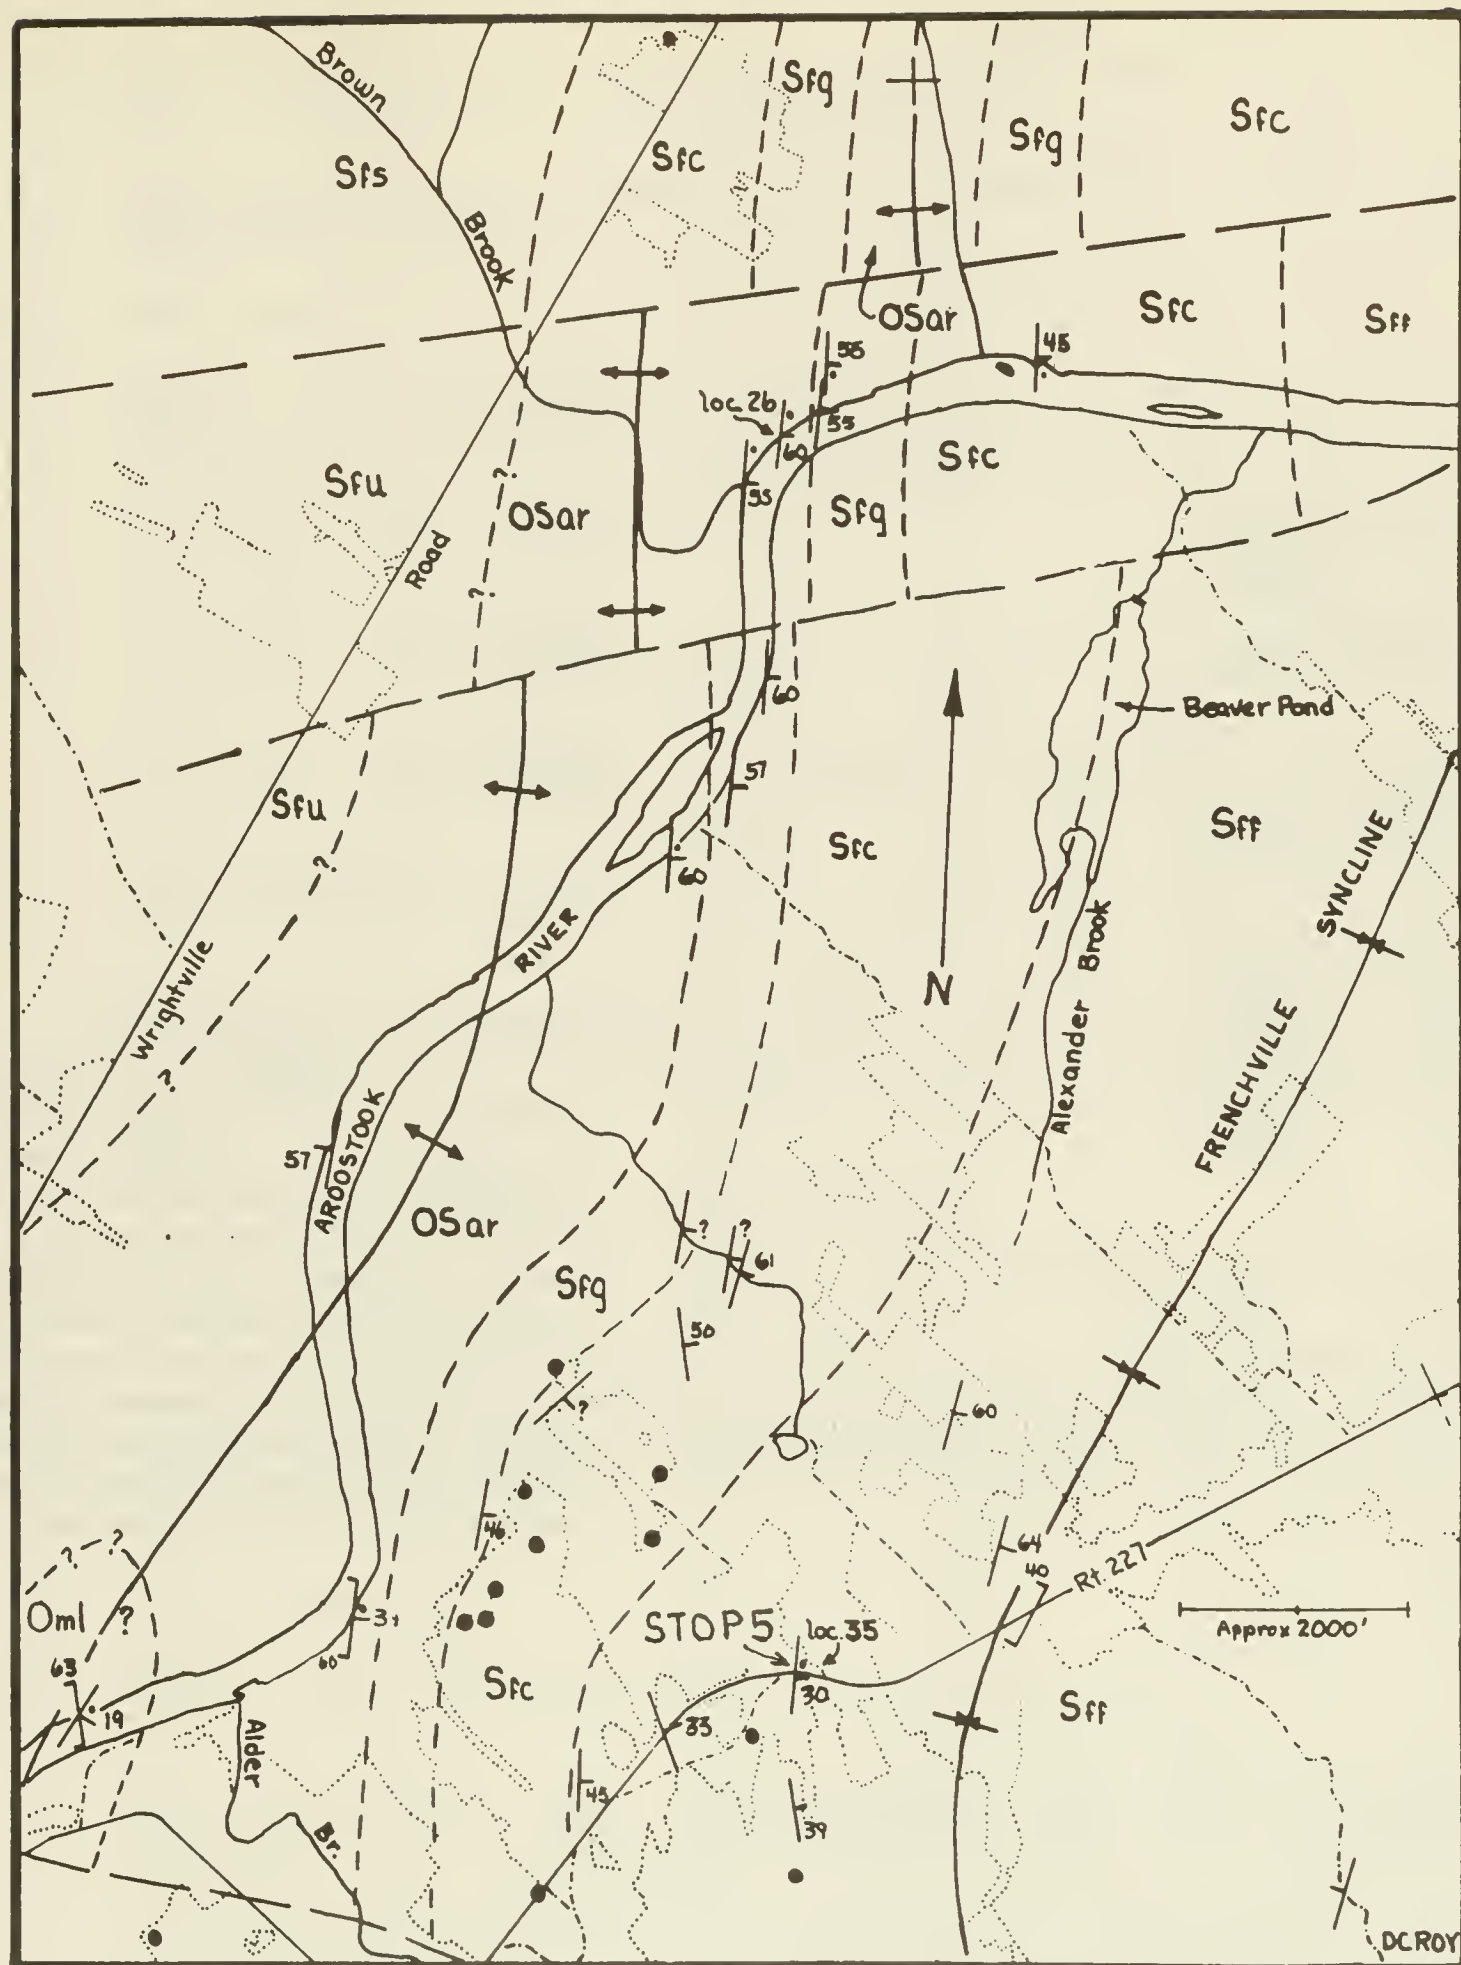 Brown
Sfg
Sfc
Sfg
Sfc
Sfs
Brook
OSar
Sfc
Sff
58
45
loc. 26
55
60
55
Sfc
Sfu
?
OSar
Sfg
Road
?
60
Beaver Pond
57
Sfu
Sfc
Sff
SYNCLINE
?
60
RIVER
Brook
N
Wrightville
FRENCHVILLE
?
Alexander
57
AROOSTOOK
OSar
?
?
61
Sfg
50
?
60
46
?
?
64
40
Rt. 227
Oml
?
31
STOP 5
loc. 35
Approx 2000'
63
60
Sfc
30
19
33
Sff
Alder
45
39
Br.
DCROY